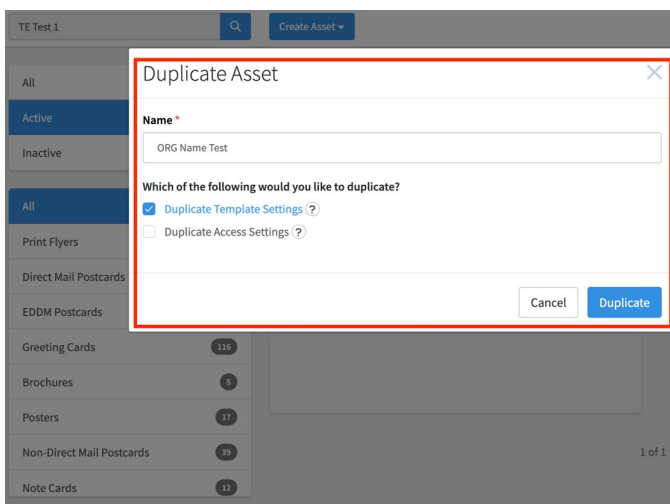 TE Test 1
Create Asset
All
Active
Inactive
All
Print Flyers
Direct Mail Postcards
EDDM Postcards
Greeting Cards 116
Brochures 5
Posters 17
Non-Direct Mail Postcards 39
Note Cards 12
Duplicate Asset
Name *
ORG Name Test
Which of the following would you like to duplicate?
Duplicate Template Settings ?
Duplicate Access Settings ?
Cancel Duplicate
1 of 1